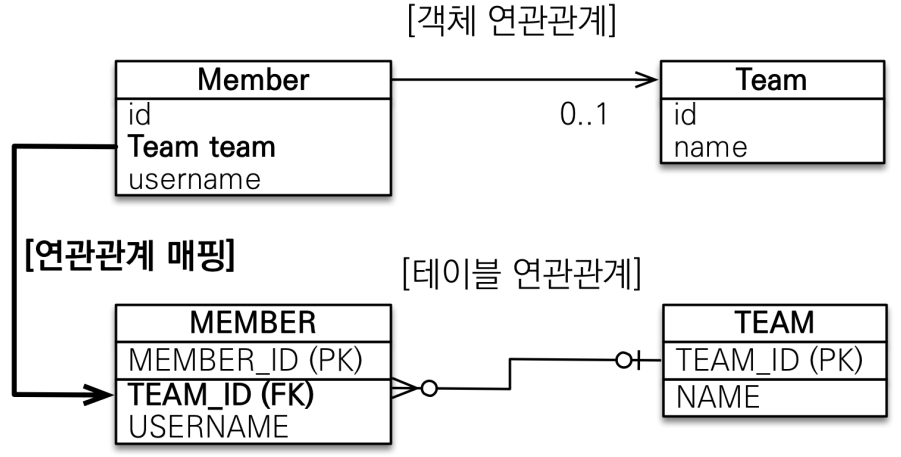 [객체 연관관계]
Member
id
Team team
username
0..1
Team
id
name
[연관관계 매핑]
[테이블 연관관계]
MEMBER
MEMBER_ID (PK)
TEAM_ID (FK)
USERNAME
TEAM
TEAM_ID (PK)
NAME